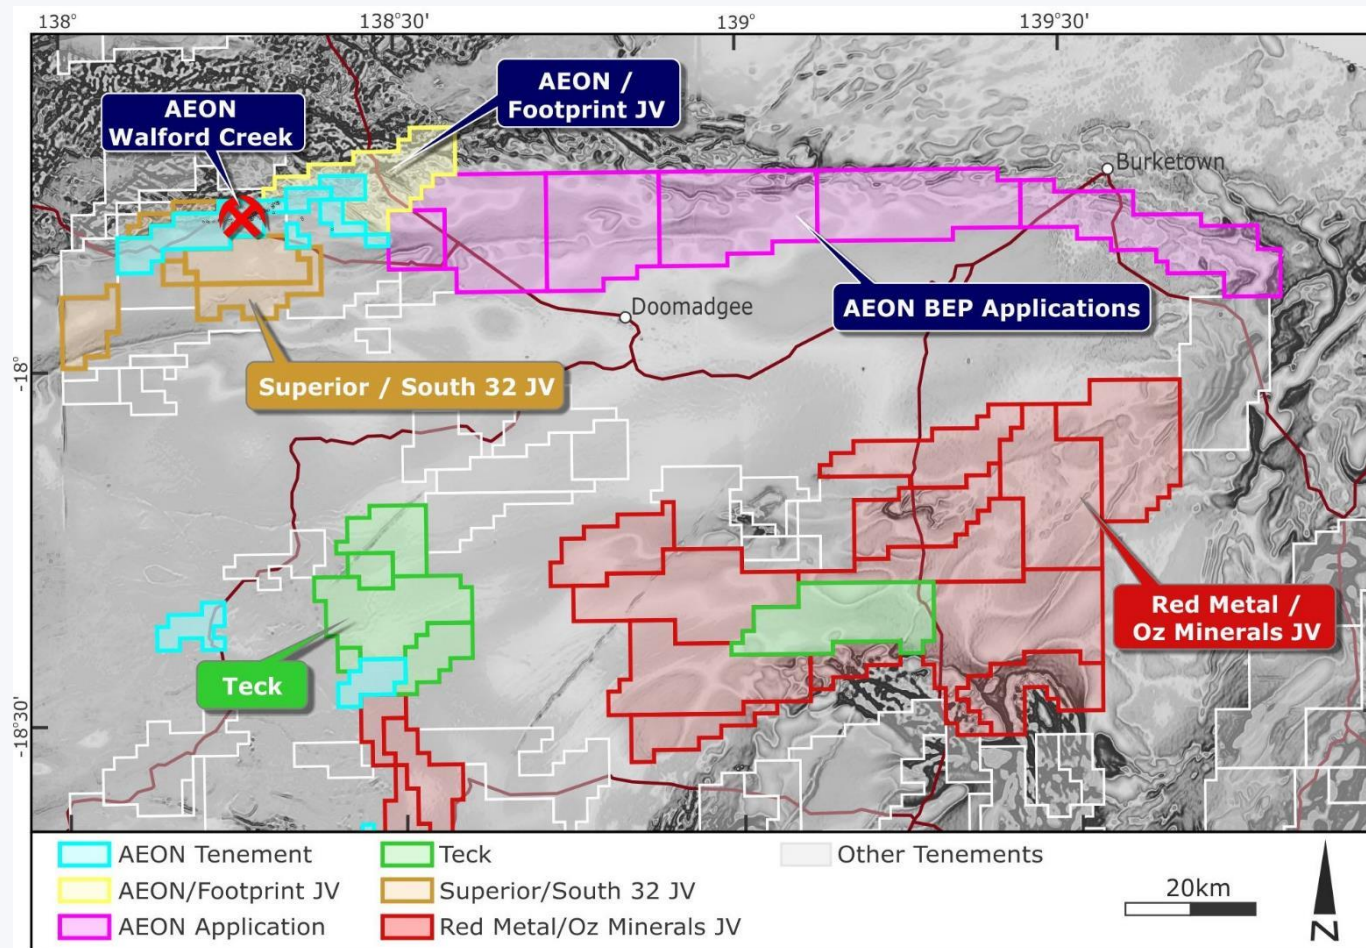 138°
138°30'
139°
139°30'
AEON /
Footprint JV
AEON
Walford Creek
Burketown
Doomadgee
AEON BEP Applications
-18°
Superior / South 32 JV
Red Metal /
Oz Minerals JV
Teck
-18°30'
AEON Tenement
Teck
Other Tenements
AEON/Footprint JV
Superior/South 32 JV
AEON Application
Red Metal/Oz Minerals JV
20km
N